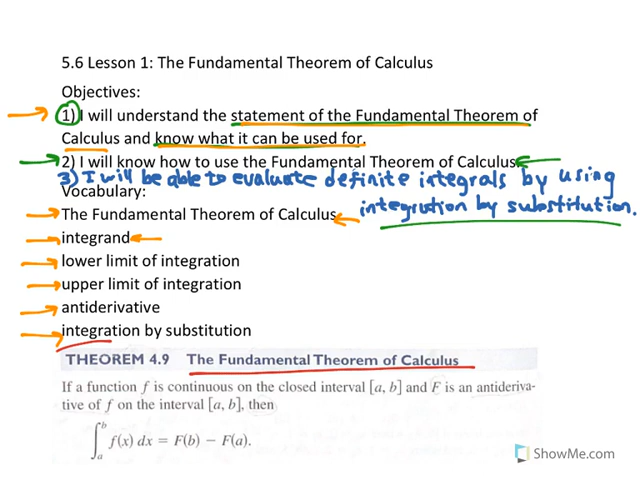 5.6 Lesson 1: The Fundamental Theorem of Calculus
Objectives:
1) I will understand the statement of the Fundamental Theorem of
Calculus and know what it can be used for.
2) I will know how to use the Fundamental Theorem of Calculus
3) I will be able to evaluate definite integrals by using
integration by substitution.
Vocabulary:
The Fundamental Theorem of Calculus
integrand
lower limit of integration
upper limit of integration
antiderivative
integration by substitution
THEOREM 4.9 The Fundamental Theorem of Calculus
If a function f is continuous on the closed interval [a, b] and F is an antideriva-
tive of f on the interval [a, b], then
∫_a^b f(x) dx = F(b) − F(a).
ShowMe.com